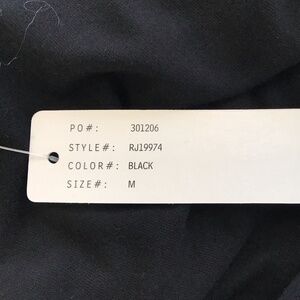 PO#: 301206
STYLE#: RJ19974
COLOR#: BLACK
SIZE#: M